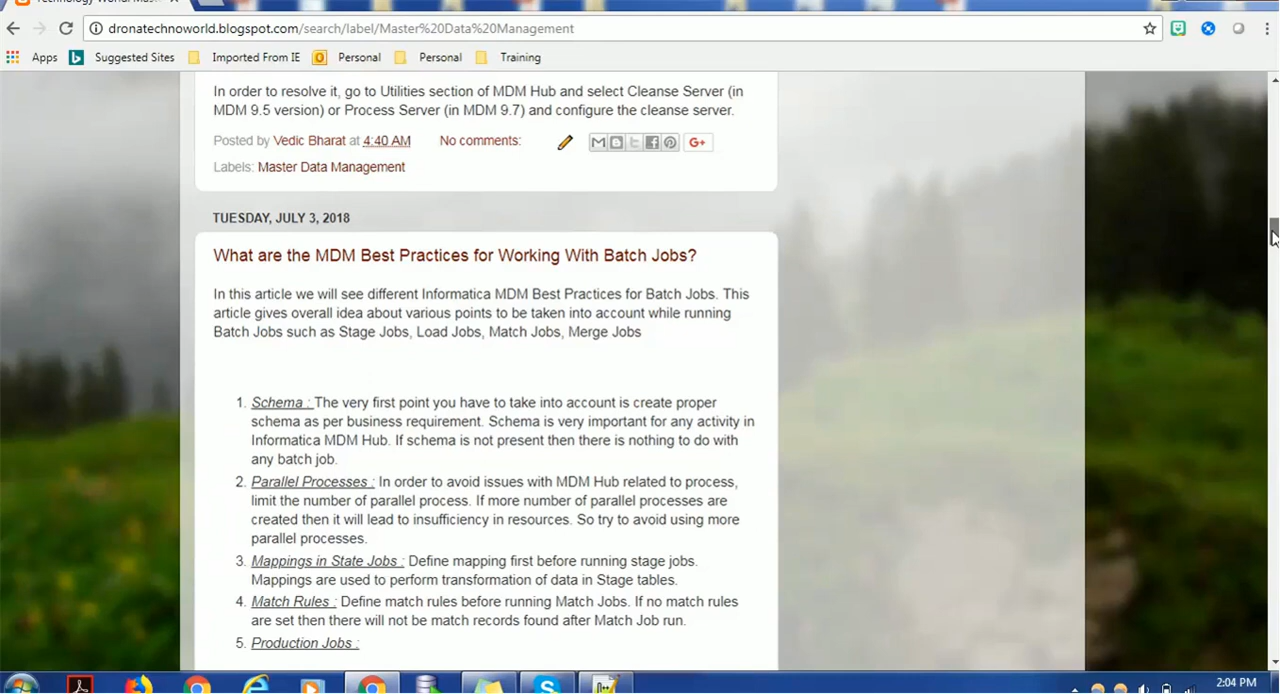 dronatechnoworld.blogspot.com/search/label/Master%20Data%20Management
Apps Suggested Sites Imported From IE Personal Personal Training
In order to resolve it, go to Utilities section of MDM Hub and select Cleanse Server (in
MDM 9.5 version) or Process Server (in MDM 9.7) and configure the cleanse server.
Posted by Vedic Bharat at 4:40 AM No comments:
G+
Labels: Master Data Management
TUESDAY, JULY 3, 2018
What are the MDM Best Practices for Working With Batch Jobs?
In this article we will see different Informatica MDM Best Practices for Batch Jobs. This
article gives overall idea about various points to be taken into account while running
Batch Jobs such as Stage Jobs, Load Jobs, Match Jobs, Merge Jobs
1. Schema : The very first point you have to take into account is create proper
schema as per business requirement. Schema is very important for any activity in
Informatica MDM Hub. If schema is not present then there is nothing to do with
any batch job.
2. Parallel Processes : In order to avoid issues with MDM Hub related to process,
limit the number of parallel process. If more number of parallel processes are
created then it will lead to insufficiency in resources. So try to avoid using more
parallel processes.
3. Mappings in State Jobs : Define mapping first before running stage jobs.
Mappings are used to perform transformation of data in Stage tables.
4. Match Rules : Define match rules before running Match Jobs. If no match rules
are set then there will not be match records found after Match Job run.
5. Production Jobs :
2:04 PM